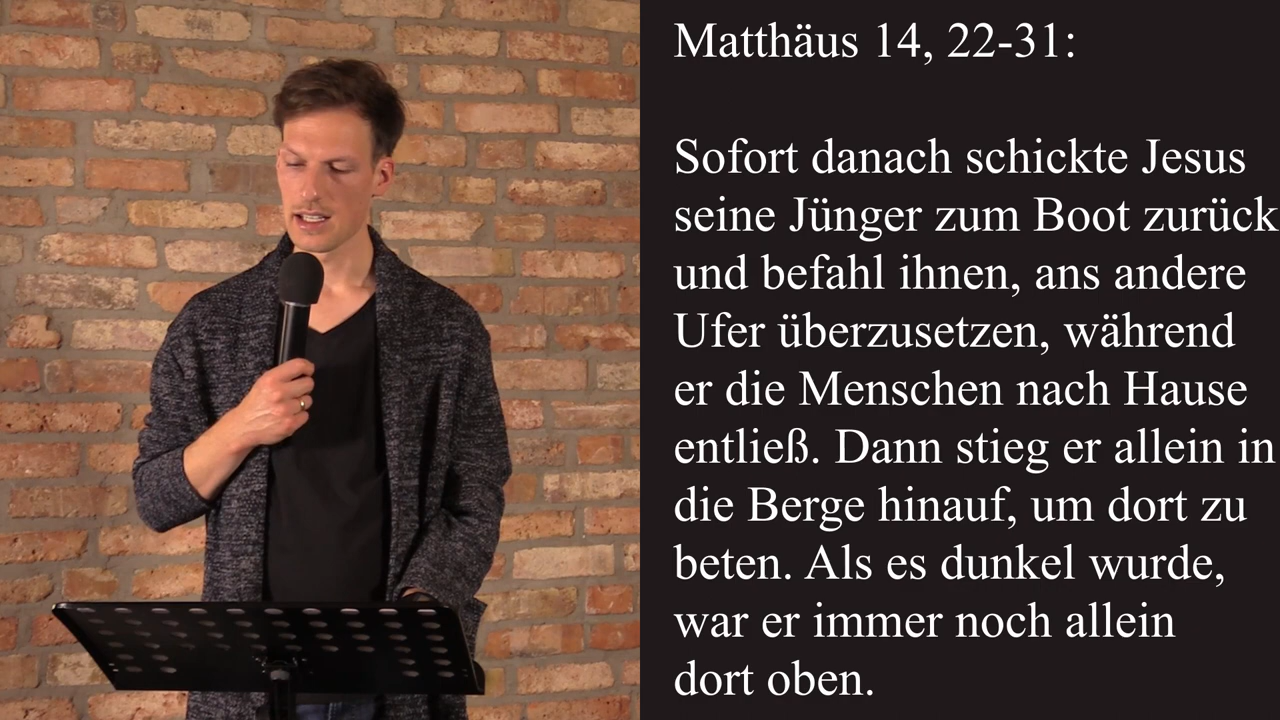 Matthäus 14, 22-31:
Sofort danach schickte Jesus
seine Jünger zum Boot zurück
und befahl ihnen, ans andere
Ufer überzusetzen, während
er die Menschen nach Hause
entließ. Dann stieg er allein in
die Berge hinauf, um dort zu
beten. Als es dunkel wurde,
war er immer noch allein
dort oben.